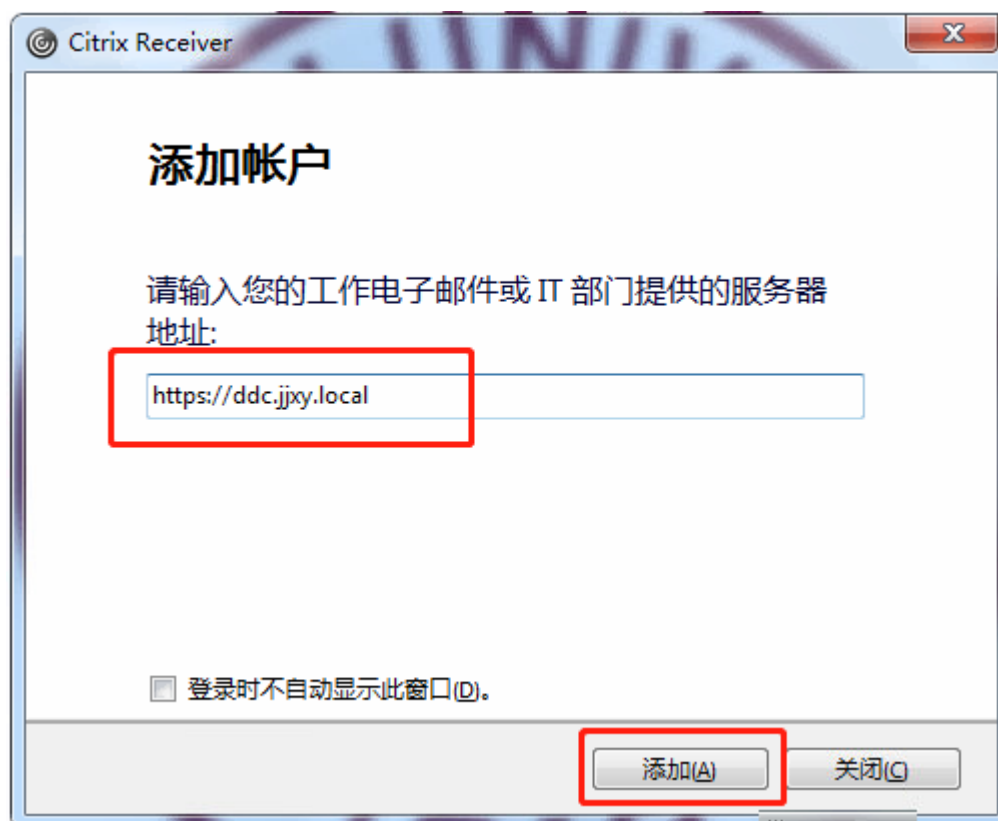 Citrix Receiver
添加帐户
请输入您的工作电子邮件或 IT 部门提供的服务器
地址:
https://ddc.jjxy.local
登录时不自动显示此窗口(D)。
添加(A)
关闭(C)